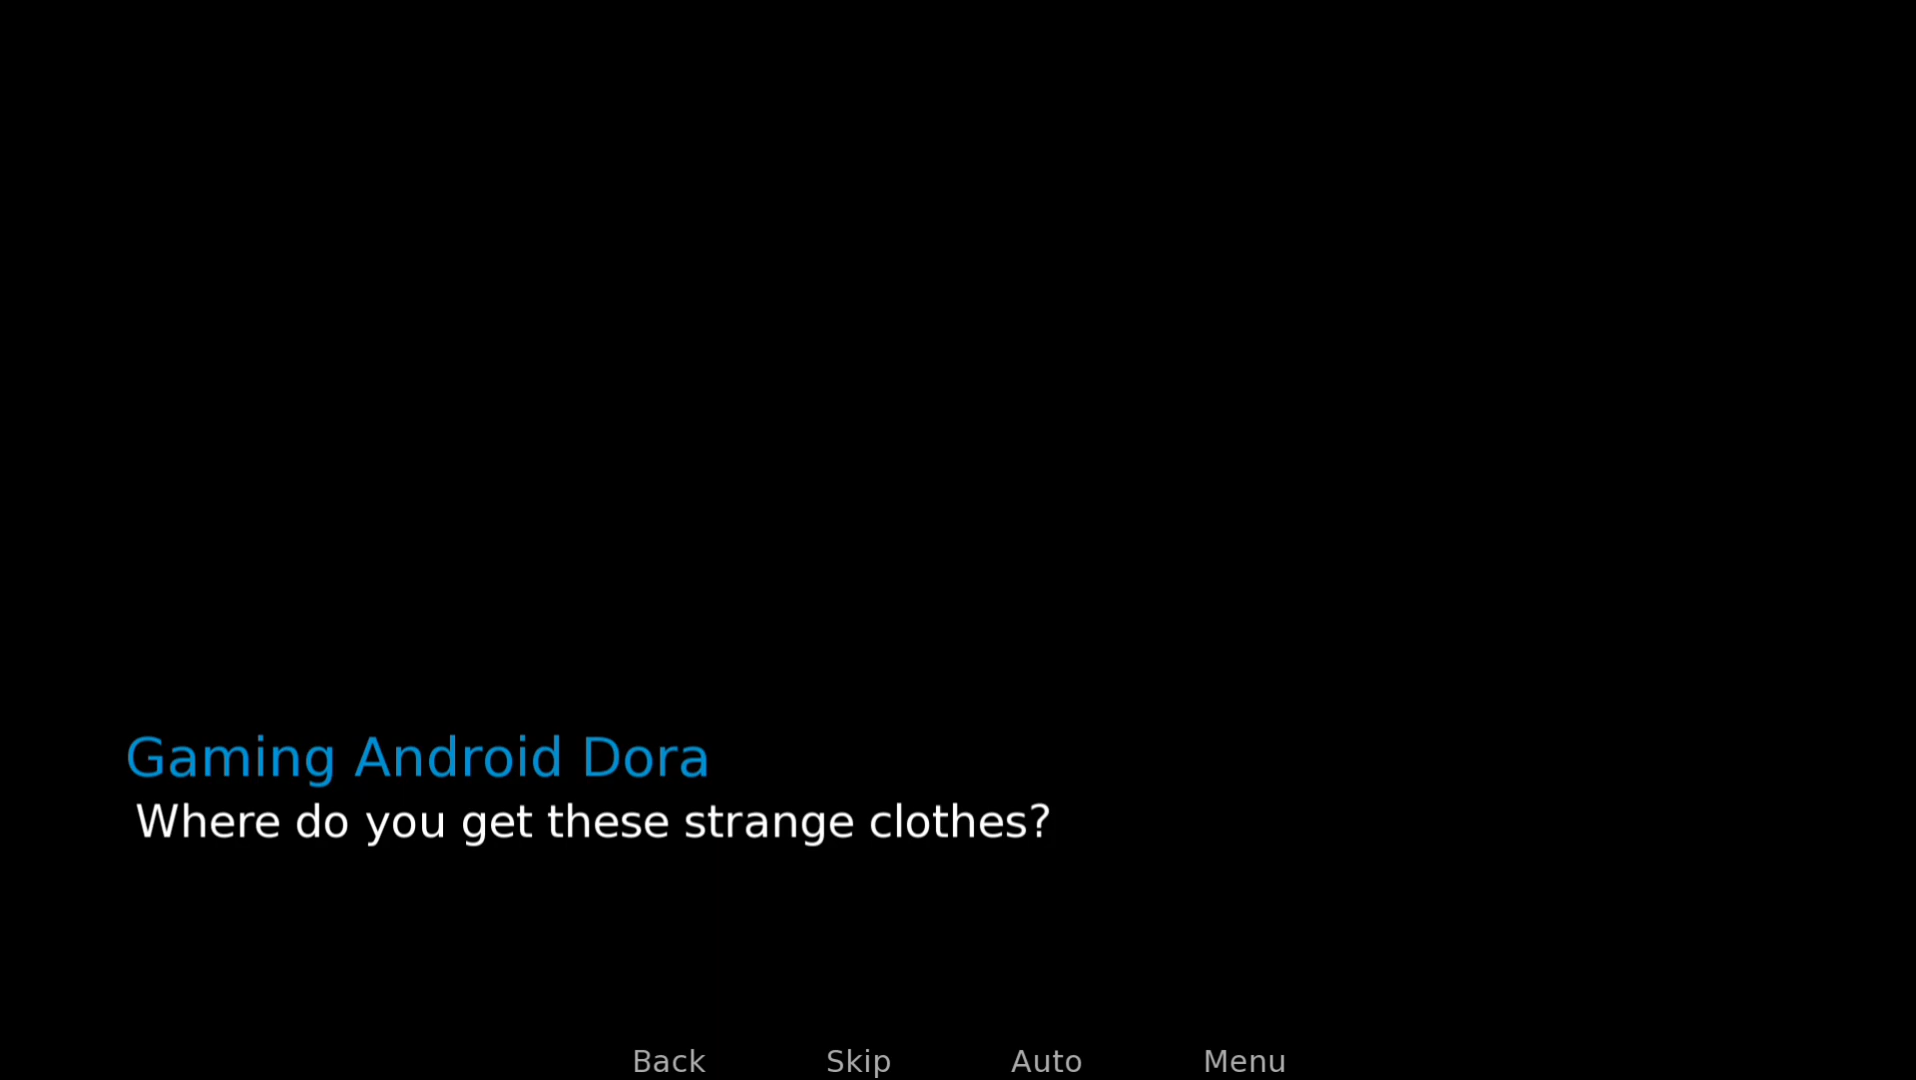 Gaming Android Dora
Where do you get these strange clothes?
Back Skip Auto Menu